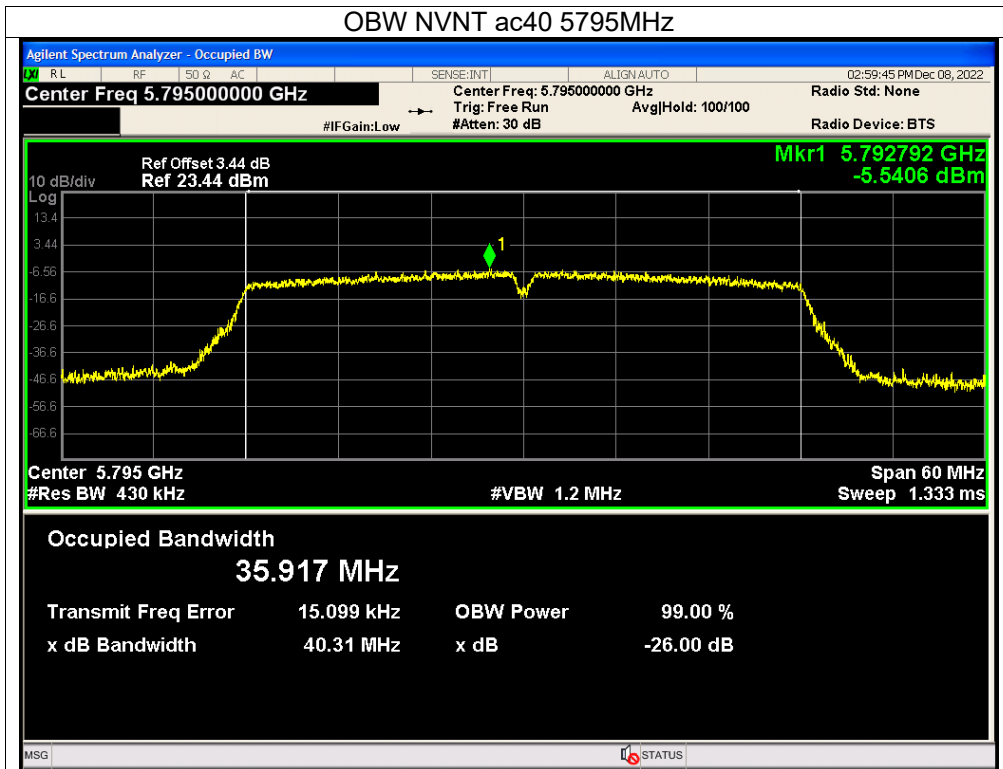 OBW NVNT ac40 5795MHz
Agilent Spectrum Analyzer - Occupied BW
LXI RL RF 50 Ω AC SENSE:INT ALIGN AUTO 02:59:45 PM Dec 08, 2022
Center Freq 5.795000000 GHz Center Freq: 5.795000000 GHz Radio Std: None
Trig: Free Run Avg|Hold: 100/100
#IFGain:Low #Atten: 30 dB Radio Device: BTS
Mkr1 5.792792 GHz
-5.5406 dBm
Ref Offset 3.44 dB
10 dB/div Ref 23.44 dBm
Log
13.4
3.44
1
-6.56
-16.6
-26.6
-36.6
-46.6
-56.6
-66.6
Center 5.795 GHz Span 60 MHz
#Res BW 430 kHz #VBW 1.2 MHz Sweep 1.333 ms
Occupied Bandwidth
35.917 MHz
Transmit Freq Error 15.099 kHz OBW Power 99.00 %
x dB Bandwidth 40.31 MHz x dB -26.00 dB
MSG STATUS